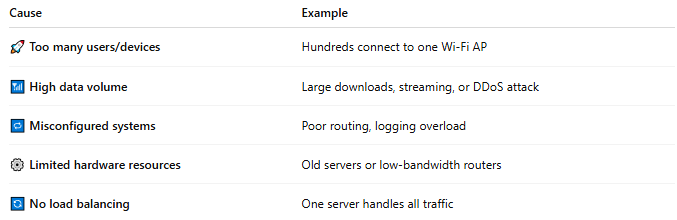 Cause Example
Too many users/devices Hundreds connect to one Wi-Fi AP
High data volume Large downloads, streaming, or DDoS attack
Misconfigured systems Poor routing, logging overload
Limited hardware resources Old servers or low-bandwidth routers
No load balancing One server handles all traffic